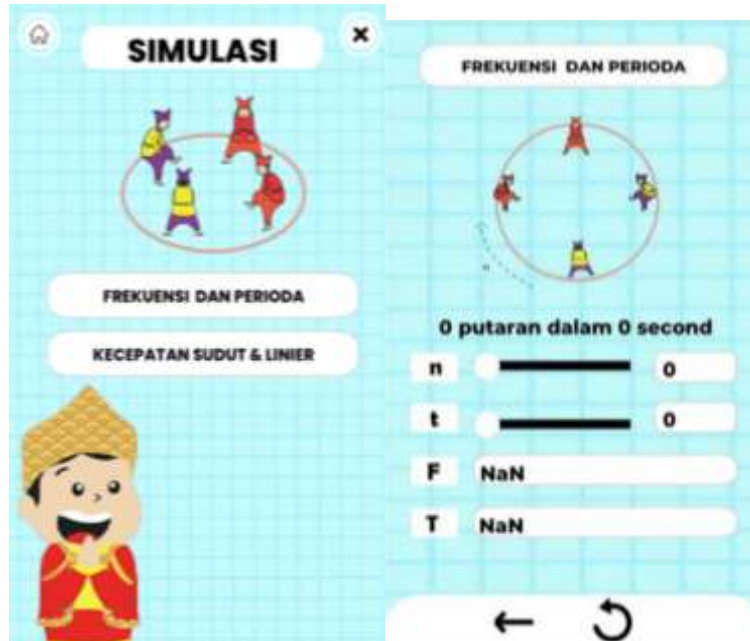 SIMULASI
FREKUENSI DAN PERIODA
KECEPATAN SUDUT & LINIER
FREKUENSI DAN PERIODA
0 putaran dalam 0 second
n 0
t 0
F NaN
T NaN